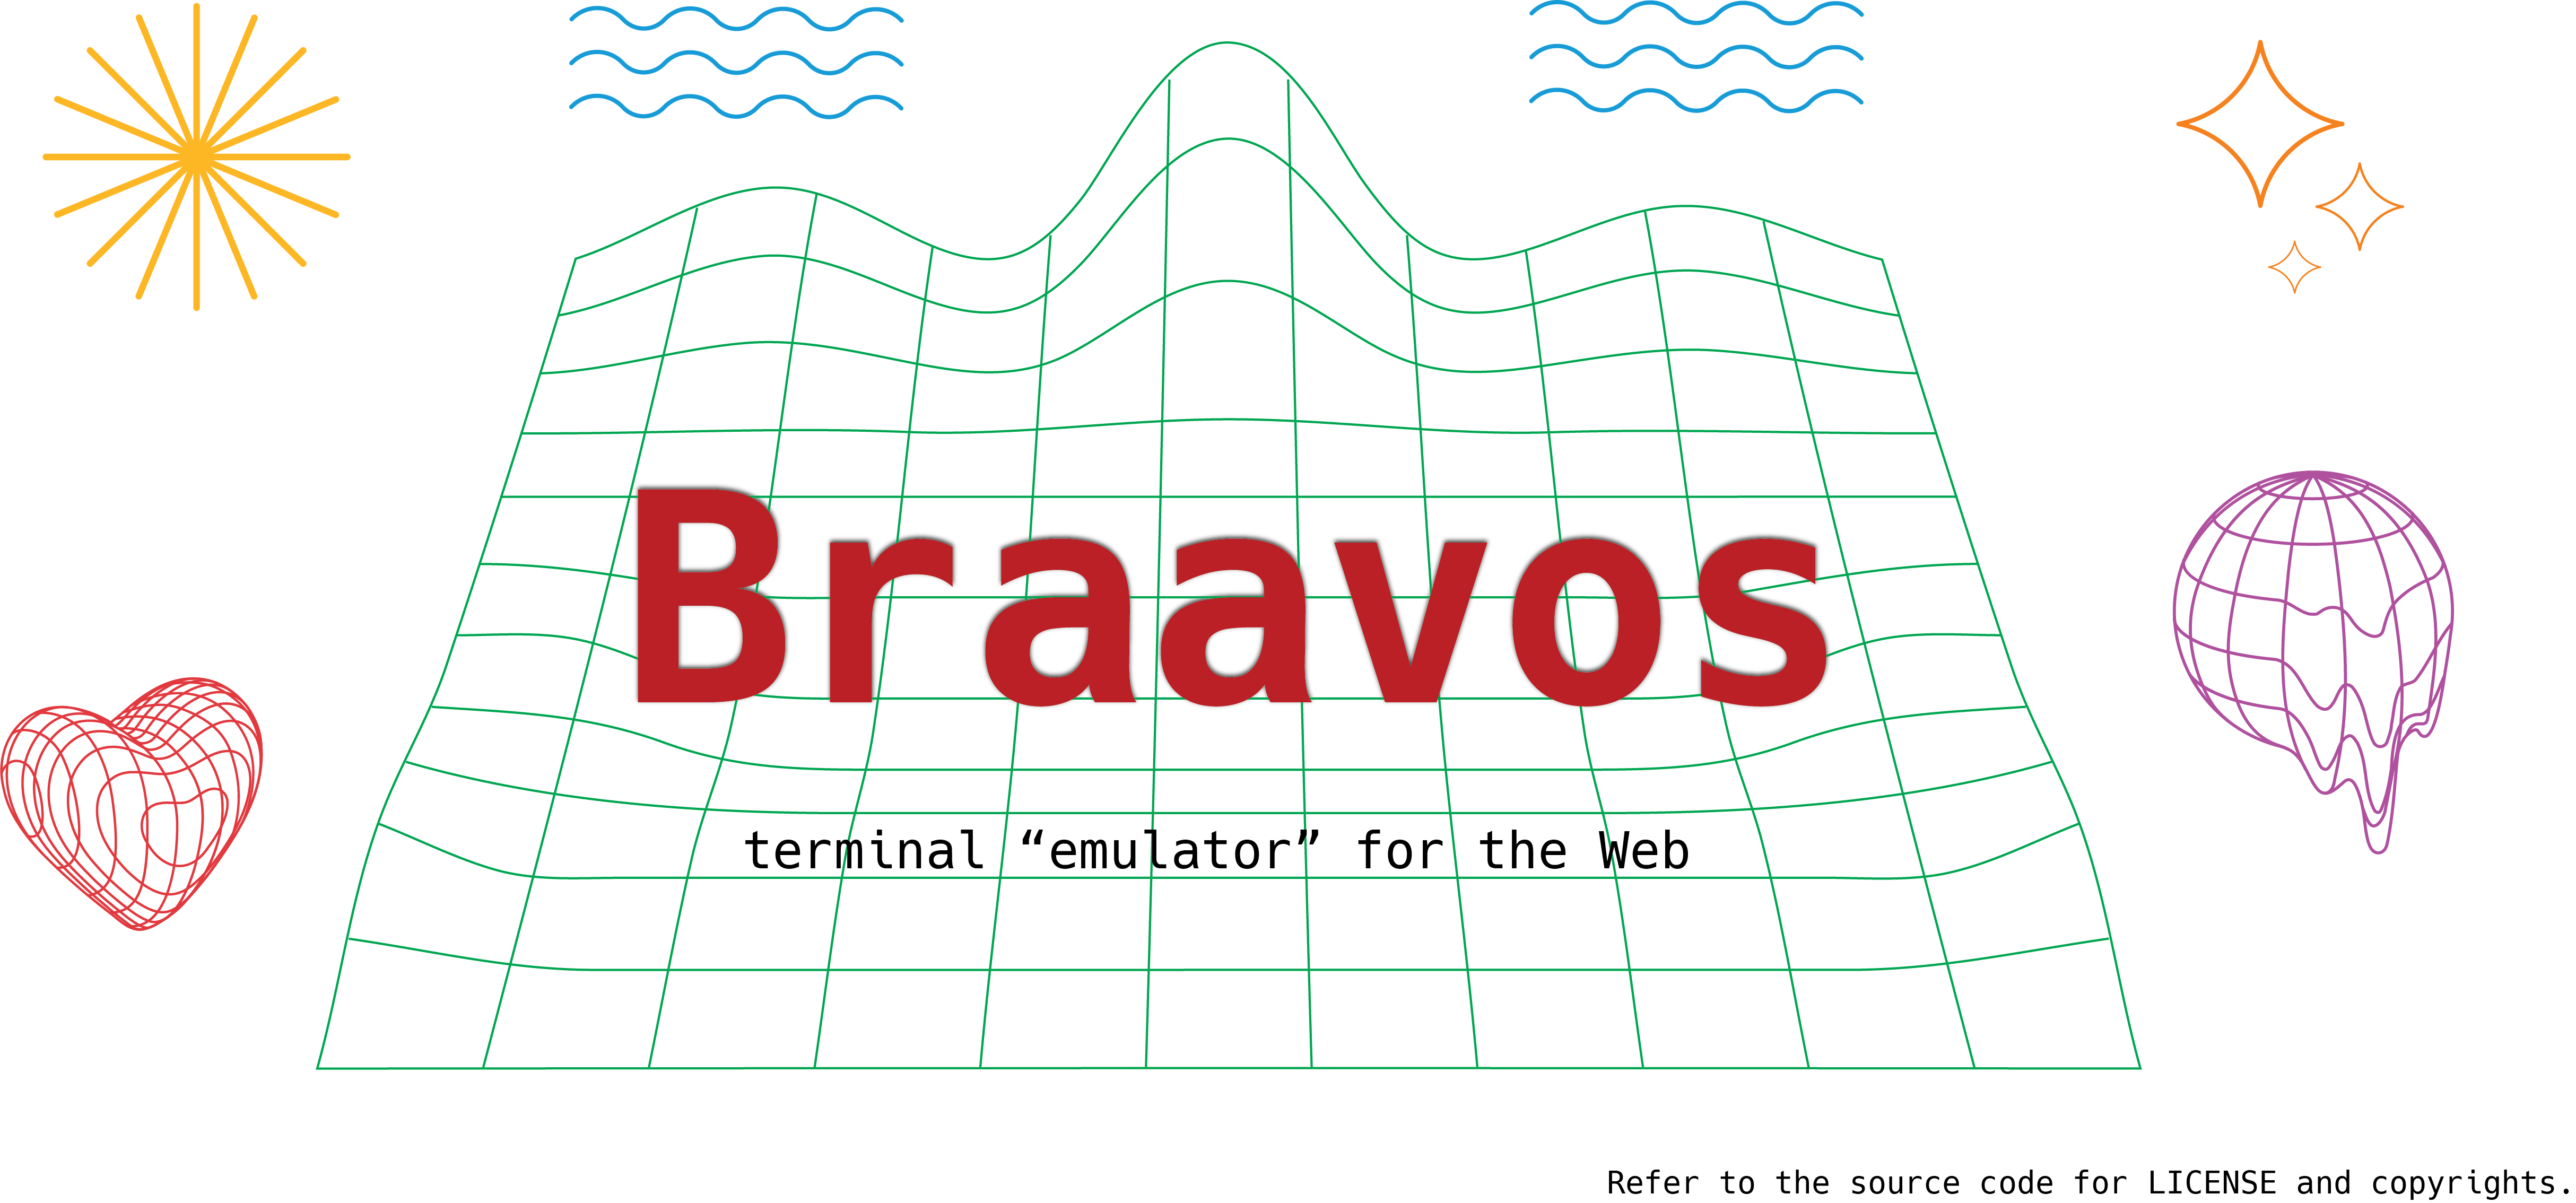 Braavos
terminal “emulator” for the Web
Refer to the source code for LICENSE and copyrights.